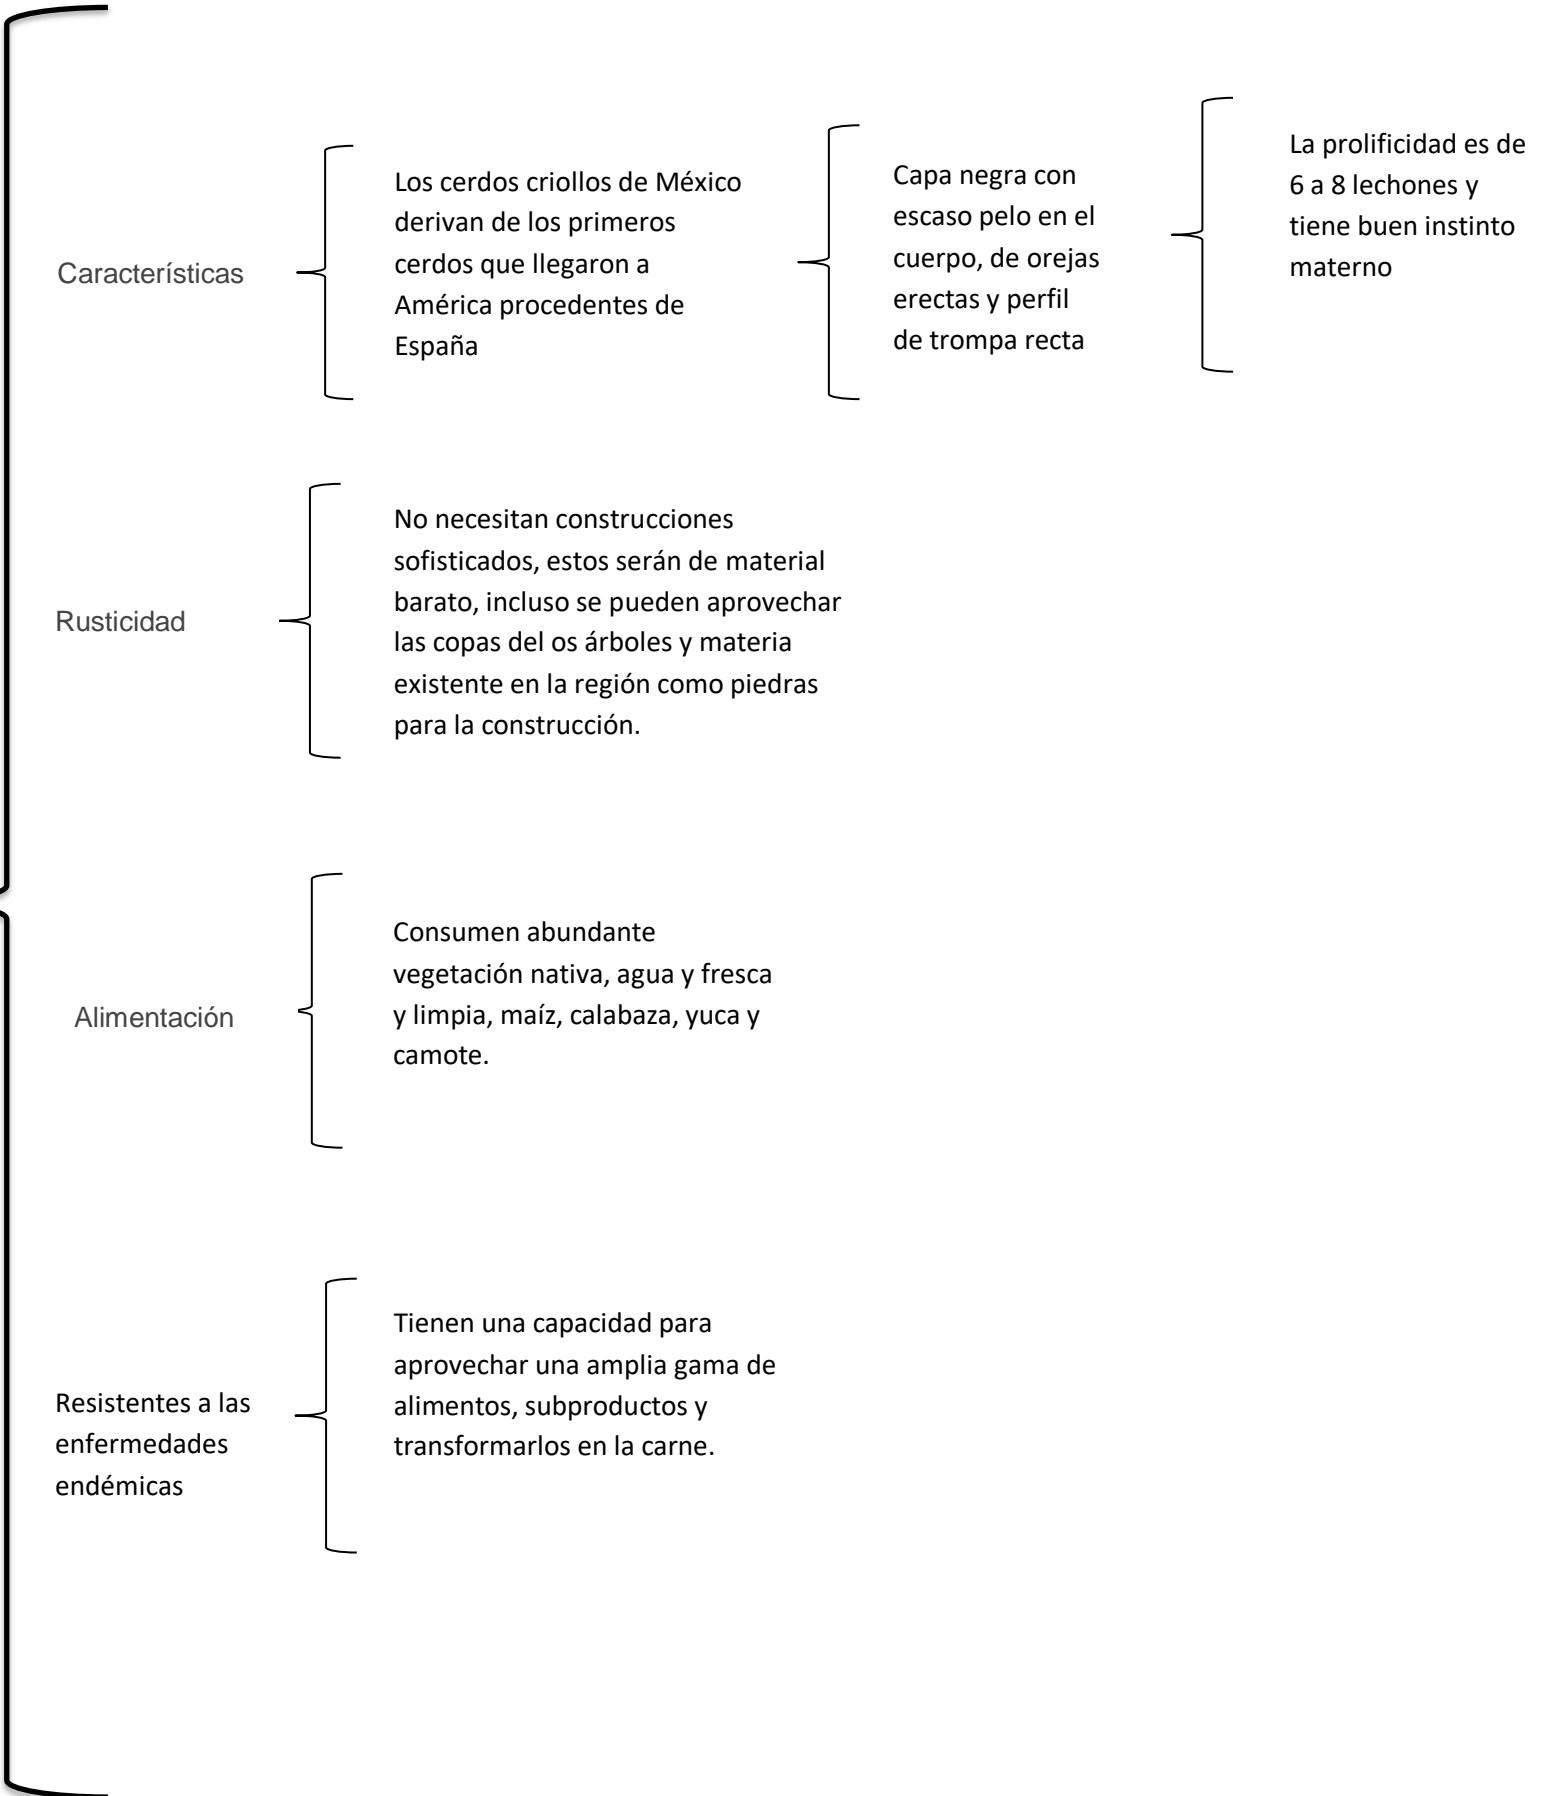 Características
Los cerdos criollos de México
derivan de los primeros
cerdos que llegaron a
América procedentes de
España
Capa negra con
escaso pelo en el
cuerpo, de orejas
erectas y perfil
de trompa recta
La prolificidad es de
6 a 8 lechones y
tiene buen instinto
materno
Rusticidad
No necesitan construcciones
sofisticados, estos serán de material
barato, incluso se pueden aprovechar
las copas del os árboles y materia
existente en la región como piedras
para la construcción.
Alimentación
Consumen abundante
vegetación nativa, agua y fresca
y limpia, maíz, calabaza, yuca y
camote.
Resistentes a las
enfermedades
endémicas
Tienen una capacidad para
aprovechar una amplia gama de
alimentos, subproductos y
transformarlos en la carne.